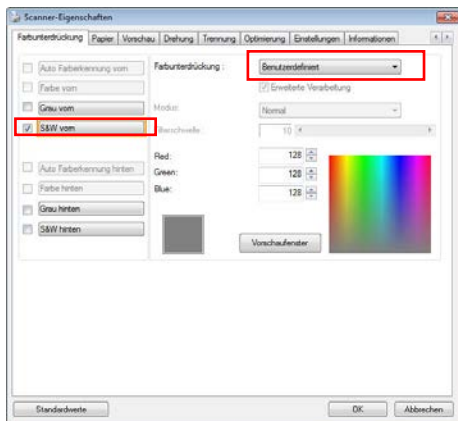 Scanner-Eigenschaften
Farbunterdrückung Papier Vorschau Drehung Trennung Optimierung Einstellungen Informationen
Auto Farberkennung vorn
Farbe vorn
Grau vorn
S&W vorn
Auto Farberkennung hinten
Farbe hinten
Grau hinten
S&W hinten
Farbunterdrückung :
Benutzerdefiniert
Erweiterte Verarbeitung
Modus:
Normal
Filterschwelle:
10
Red:
128
Green:
128
Blue:
128
Vorschaufenster
Standardwerte
OK
Abbrechen